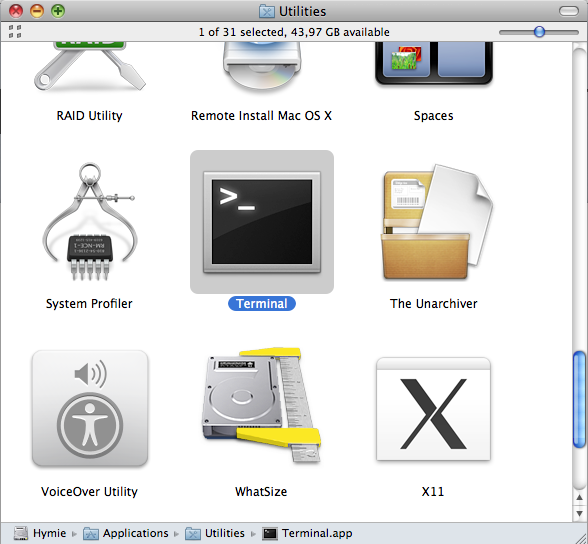 Utilities
1 of 31 selected, 43,97 GB available
RAID
RAID Utility
Remote Install Mac OS X
Spaces
>_
System Profiler
Terminal
The Unarchiver
VoiceOver Utility
WhatSize
X11
Hymie Applications Utilities Terminal.app